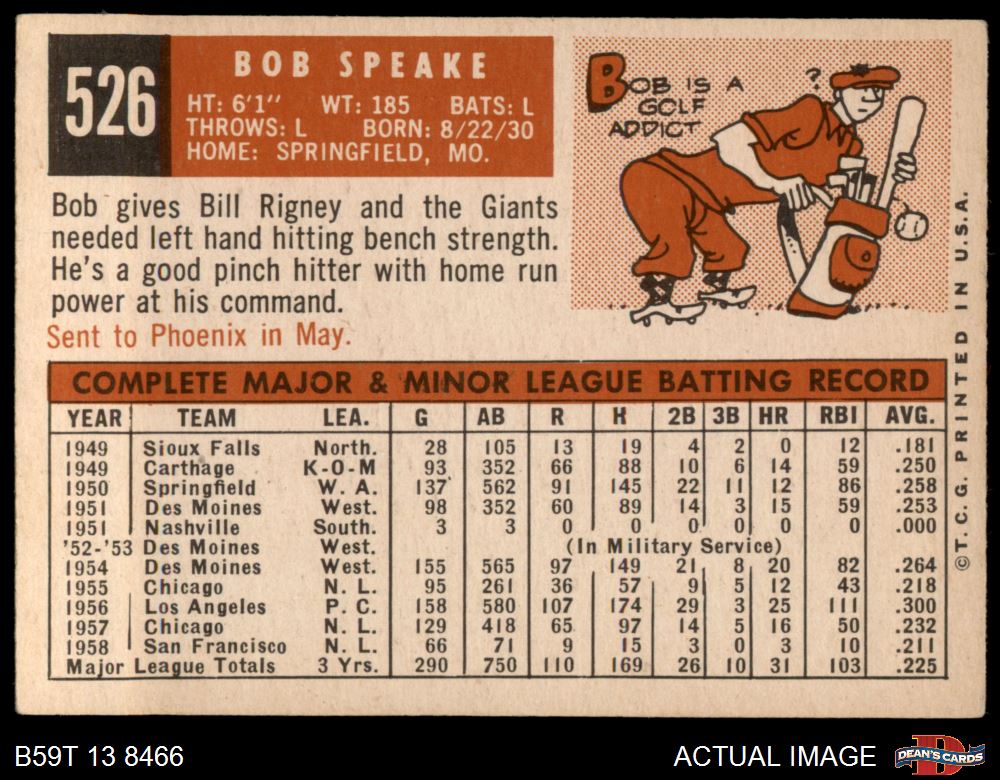 526
BOB SPEAKE
HT: 6'1" WT: 185 BATS: L
THROWS: L BORN: 8/22/30
HOME: SPRINGFIELD, MO.
BOB IS A
GOLF
ADDICT
?
Bob gives Bill Rigney and the Giants
needed left hand hitting bench strength.
He's a good pinch hitter with home run
power at his command.
Sent to Phoenix in May.
COMPLETE MAJOR & MINOR LEAGUE BATTING RECORD
YEAR TEAM LEA. G AB R H 2B 3B HR RBI AVG.
1949 Sioux Falls North. 28 105 13 19 4 2 0 12 .181
1949 Carthage K-O-M 93 352 66 88 10 6 14 59 .250
1950 Springfield W. A. 137 562 91 145 22 11 12 86 .258
1951 Des Moines West. 98 352 60 89 14 3 15 59 .253
1951 Nashville South. 3 3 0 0 0 0 0 0 .000
'52-'53 Des Moines West. (In Military Service)
1954 Des Moines West. 155 565 97 149 21 8 20 82 .264
1955 Chicago N. L. 95 261 36 57 9 5 12 43 .218
1956 Los Angeles P. C. 158 580 107 174 29 3 25 111 .300
1957 Chicago N. L. 129 418 65 97 14 5 16 50 .232
1958 San Francisco N. L. 66 71 9 15 3 0 3 10 .211
Major League Totals 3 Yrs. 290 750 110 169 26 10 31 103 .225
©T.C.G. PRINTED IN U.S.A.
B59T 13 8466
ACTUAL IMAGE
D
DEAN'S CARDS